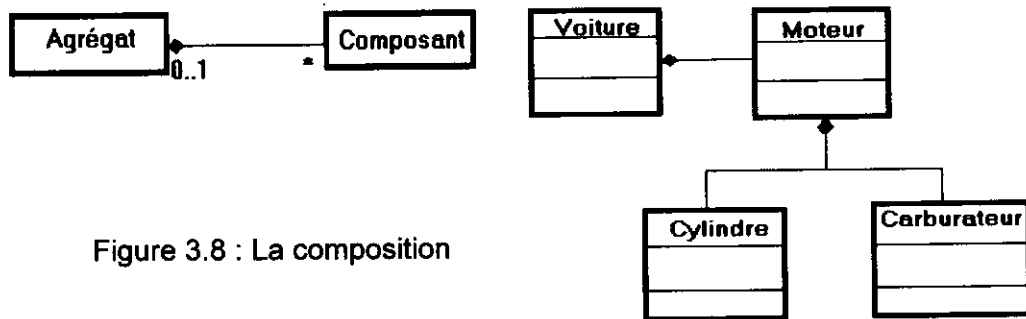 Agrégat
0..1
*
Composant
Voiture
Moteur
Cylindre
Carburateur
Figure 3.8 : La composition